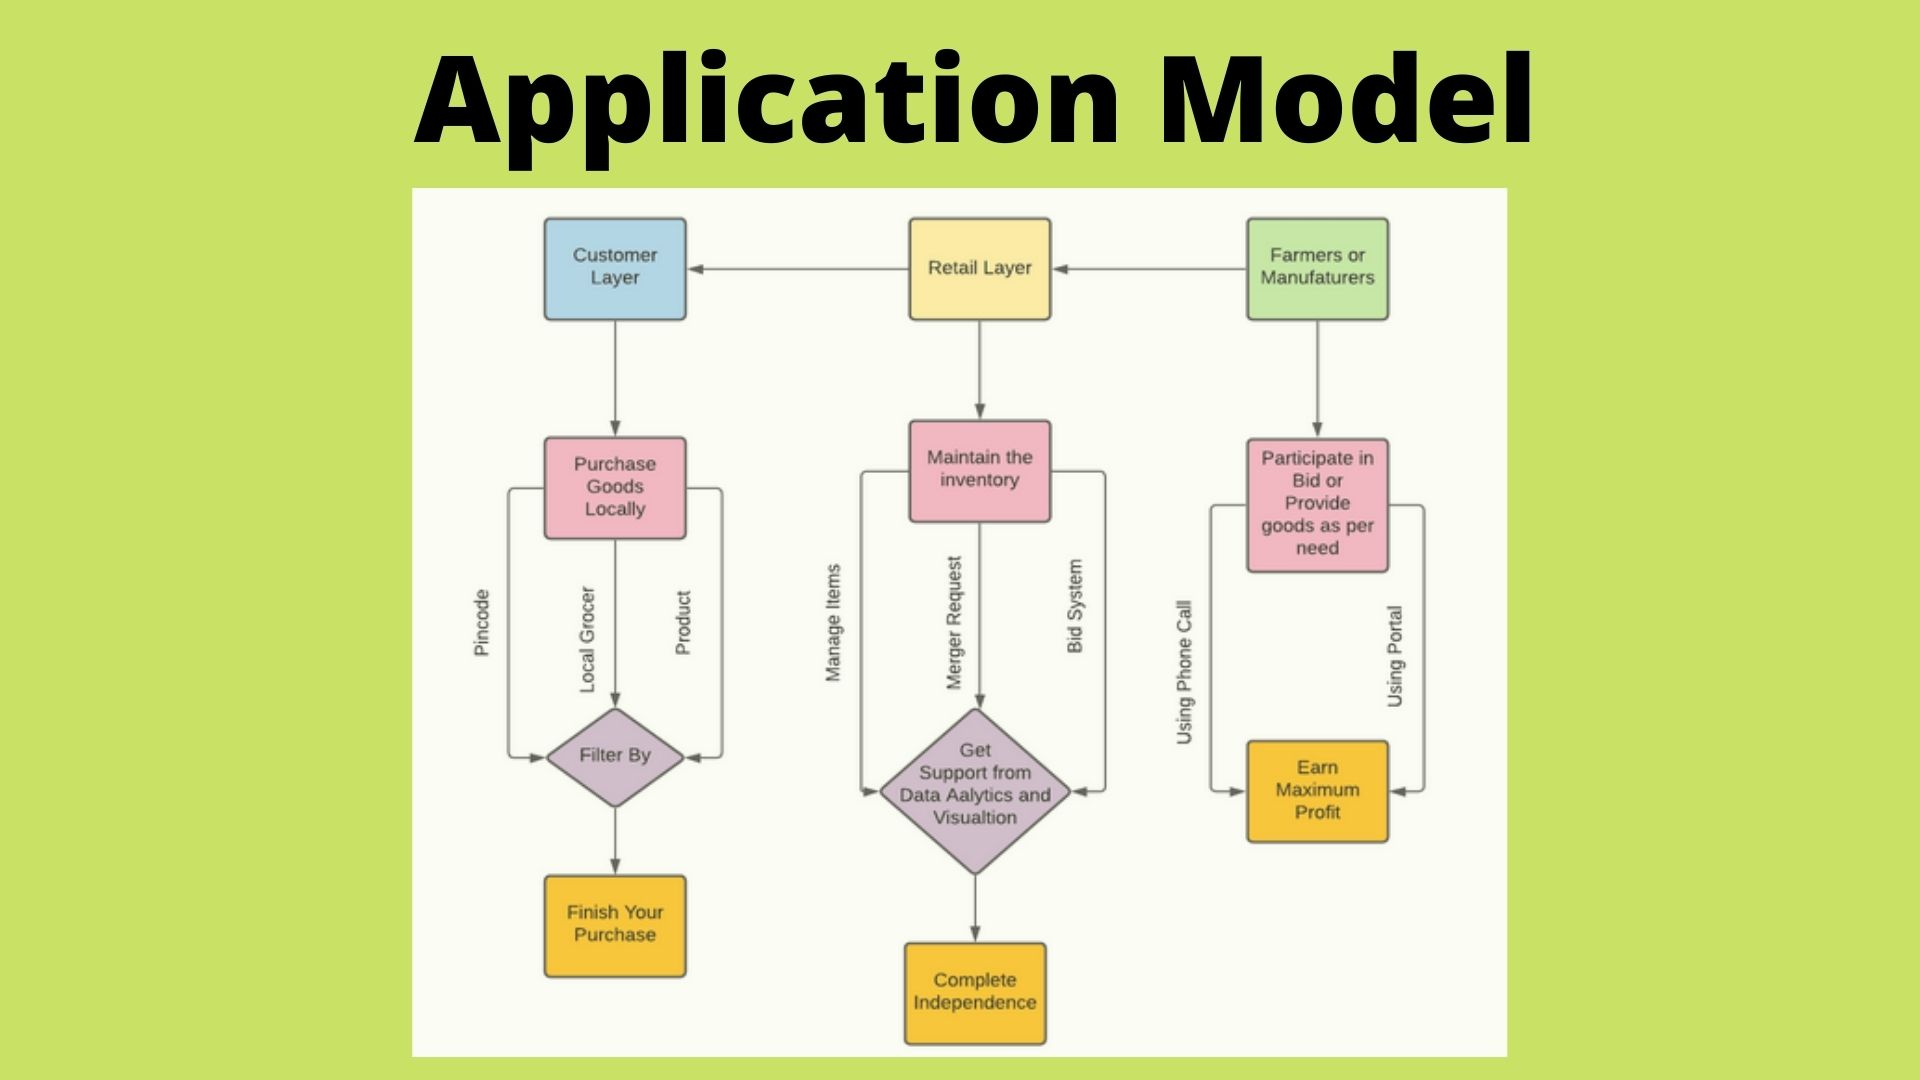 Application Model
Customer
Layer
Retail Layer
Farmers or
Manufaturers
Purchase
Goods
Locally
Maintain the
inventory
Participate in
Bid or
Provide
goods as per
need
Pincode
Local Grocer
Product
Manage Items
Merger Request
Bid System
Using Phone Call
Using Portal
Filter By
Get
Support from
Data Aalytics and
Visualtion
Earn
Maximum
Profit
Finish Your
Purchase
Complete
Independence